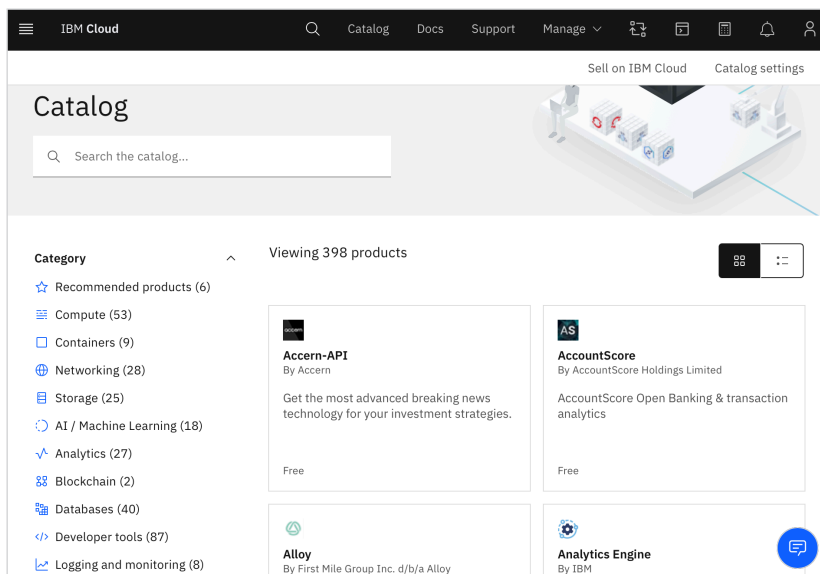 IBM Cloud
Catalog
Docs
Support
Manage
Sell on IBM Cloud
Catalog settings
Catalog
Search the catalog...
Category
Recommended products (6)
Compute (53)
Containers (9)
Networking (28)
Storage (25)
AI / Machine Learning (18)
Analytics (27)
Blockchain (2)
Databases (40)
Developer tools (87)
Logging and monitoring (8)
Viewing 398 products
accern
Accern-API
By Accern
Get the most advanced breaking news
technology for your investment strategies.
Free
AS
AccountScore
By AccountScore Holdings Limited
AccountScore Open Banking & transaction
analytics
Free
Alloy
By First Mile Group Inc. d/b/a Alloy
Analytics Engine
By IBM